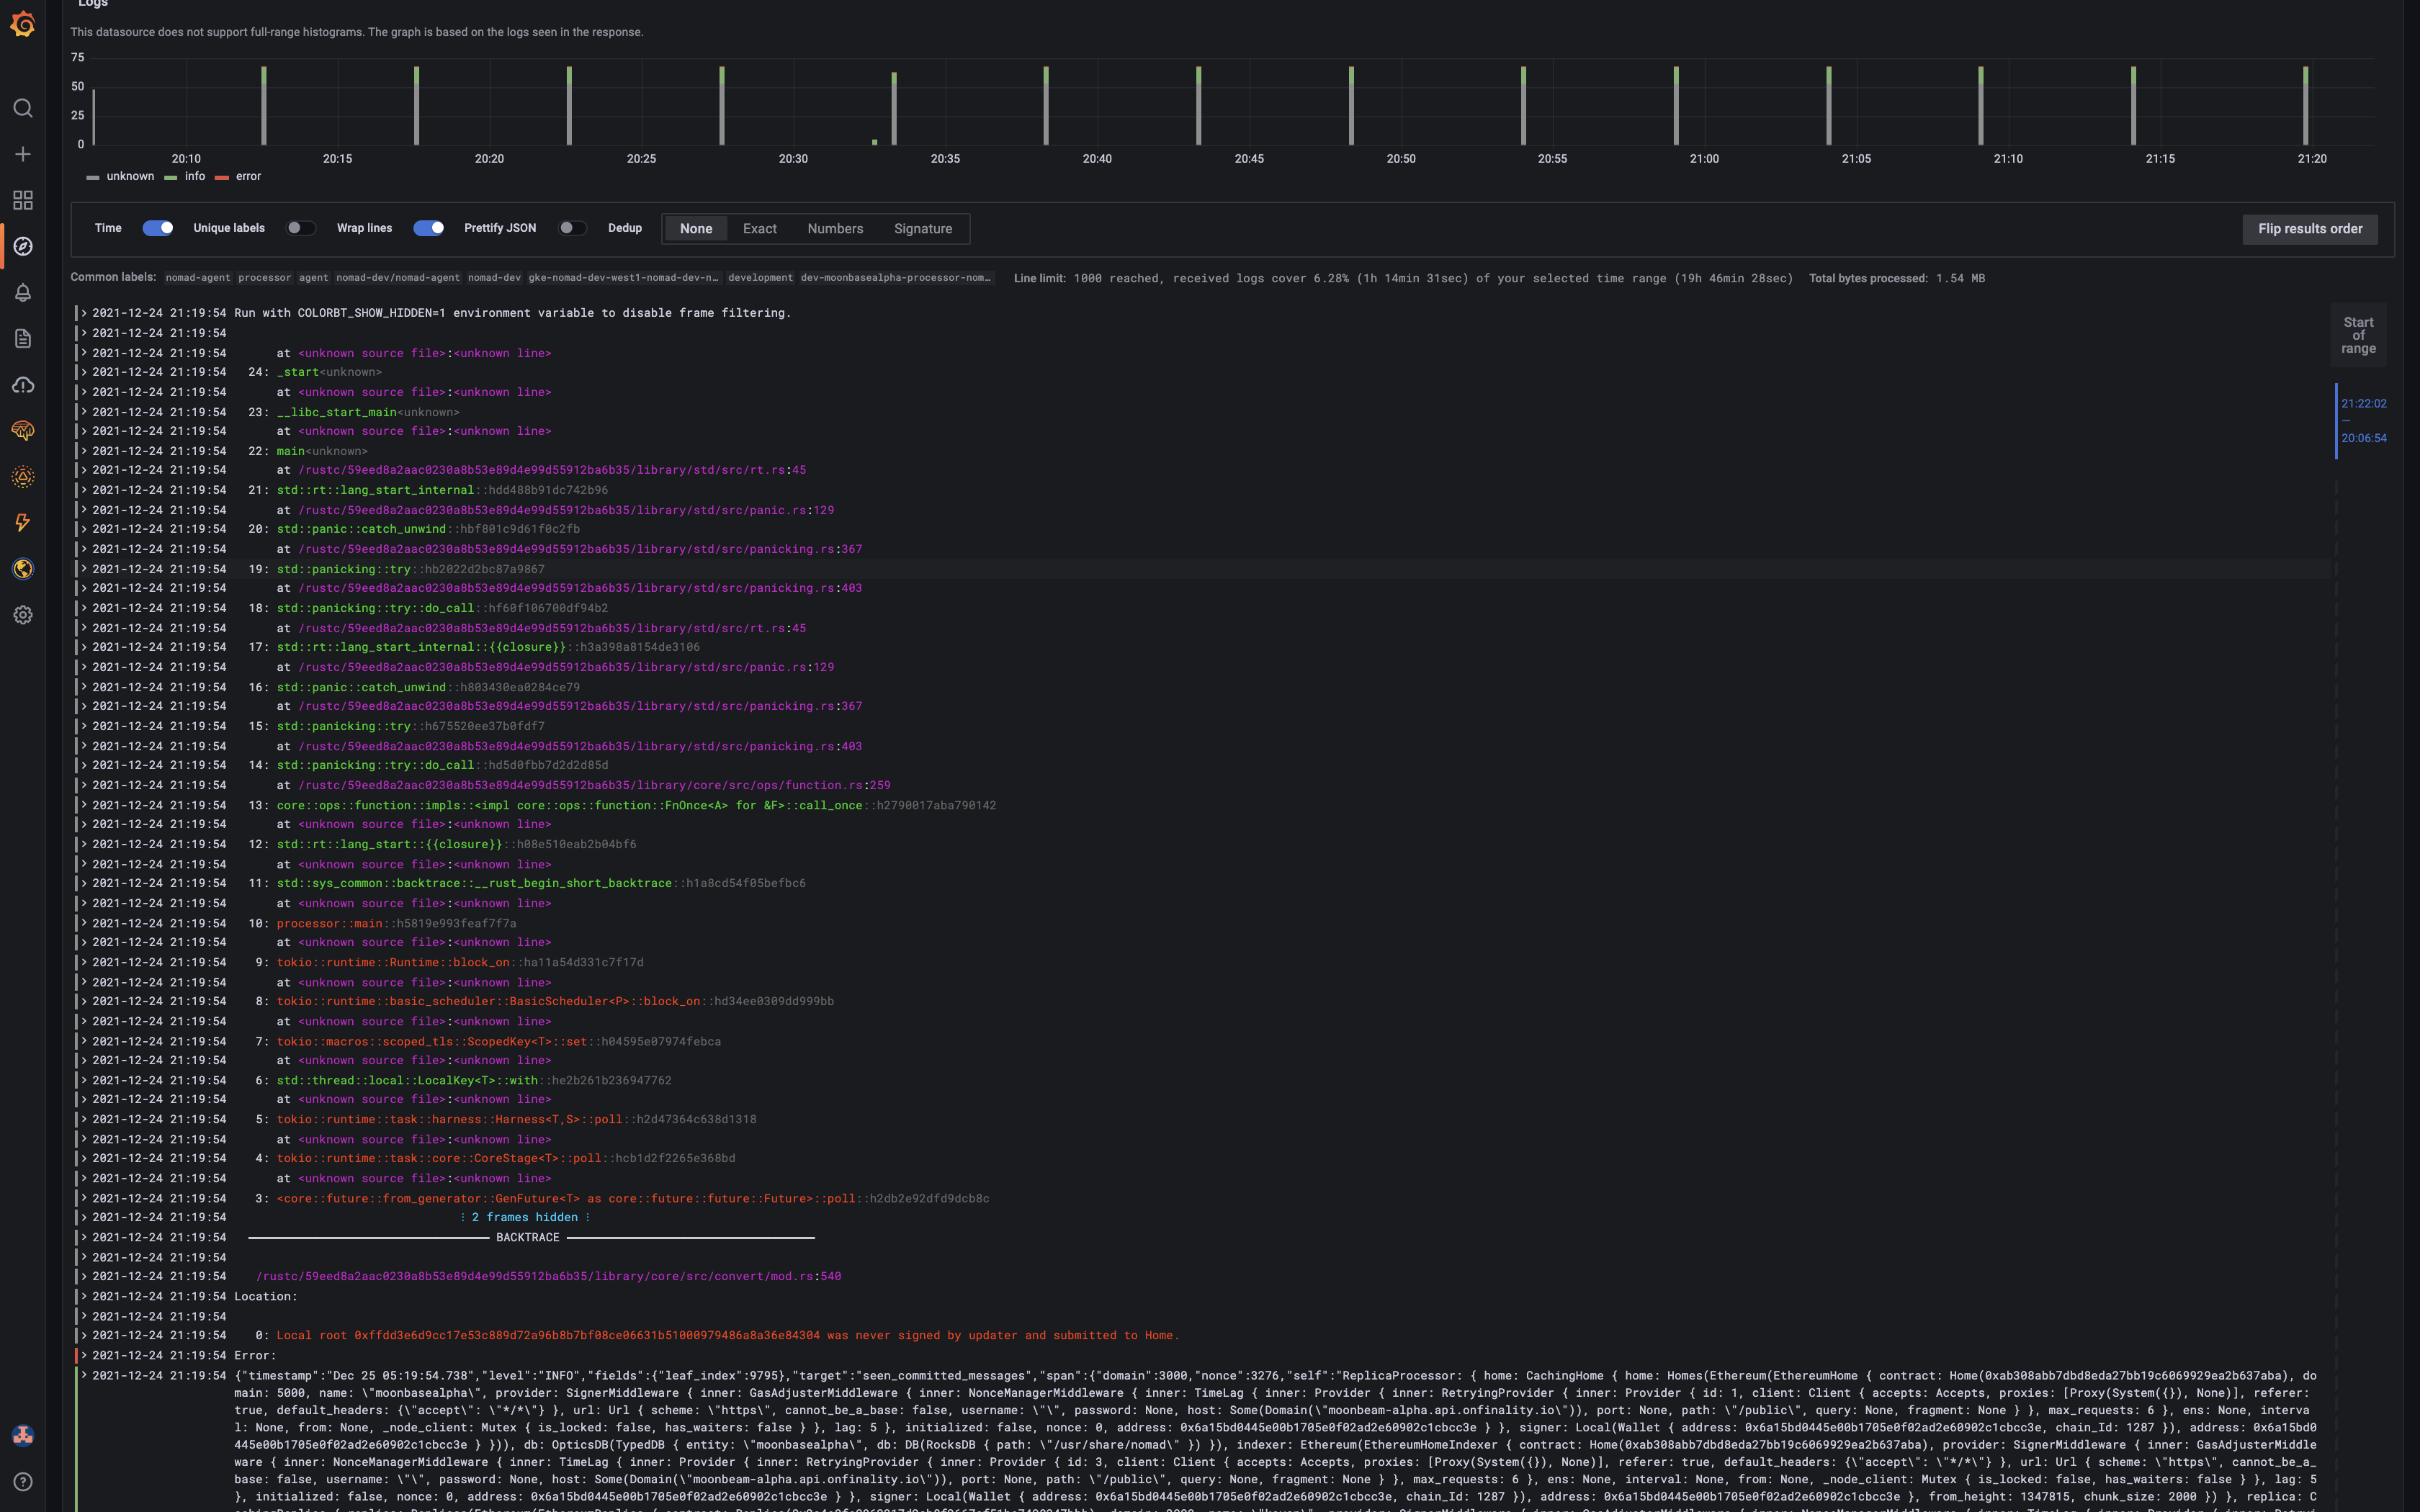 Logs
This datasource does not support full-range histograms. The graph is based on the logs seen in the response.
75
50
25
0
20:10 20:15 20:20 20:25 20:30 20:35 20:40 20:45 20:50 20:55 21:00 21:05 21:10 21:15 21:20
unknown info error
Time Unique labels Wrap lines Prettify JSON Dedup None Exact Numbers Signature Flip results order
Common labels: nomad-agent processor agent nomad-dev/nomad-agent nomad-dev gke-nomad-dev-west1-nomad-dev-n… development dev-moonbasealpha-processor-nom… Line limit: 1000 reached, received logs cover 6.28% (1h 14min 31sec) of your selected time range (19h 46min 28sec) Total bytes processed: 1.54 MB
Start
of
range
21:22:02
—
20:06:54
> 2021-12-24 21:19:54 Run with COLORBT_SHOW_HIDDEN=1 environment variable to disable frame filtering.
> 2021-12-24 21:19:54
> 2021-12-24 21:19:54 at <unknown source file>:<unknown line>
> 2021-12-24 21:19:54 24: _start<unknown>
> 2021-12-24 21:19:54 at <unknown source file>:<unknown line>
> 2021-12-24 21:19:54 23: __libc_start_main<unknown>
> 2021-12-24 21:19:54 at <unknown source file>:<unknown line>
> 2021-12-24 21:19:54 22: main<unknown>
> 2021-12-24 21:19:54 at /rustc/59eed8a2aac0230a8b53e89d4e99d55912ba6b35/library/std/src/rt.rs:45
> 2021-12-24 21:19:54 21: std::rt::lang_start_internal::hdd488b91dc742b96
> 2021-12-24 21:19:54 at /rustc/59eed8a2aac0230a8b53e89d4e99d55912ba6b35/library/std/src/panic.rs:129
> 2021-12-24 21:19:54 20: std::panic::catch_unwind::hbf801c9d61f0c2fb
> 2021-12-24 21:19:54 at /rustc/59eed8a2aac0230a8b53e89d4e99d55912ba6b35/library/std/src/panicking.rs:367
> 2021-12-24 21:19:54 19: std::panicking::try::hb2022d2bc87a9867
> 2021-12-24 21:19:54 at /rustc/59eed8a2aac0230a8b53e89d4e99d55912ba6b35/library/std/src/panicking.rs:403
> 2021-12-24 21:19:54 18: std::panicking::try::do_call::hf60f106700df94b2
> 2021-12-24 21:19:54 at /rustc/59eed8a2aac0230a8b53e89d4e99d55912ba6b35/library/std/src/rt.rs:45
> 2021-12-24 21:19:54 17: std::rt::lang_start_internal::{{closure}}::h3a398a8154de3106
> 2021-12-24 21:19:54 at /rustc/59eed8a2aac0230a8b53e89d4e99d55912ba6b35/library/std/src/panic.rs:129
> 2021-12-24 21:19:54 16: std::panic::catch_unwind::h803430ea0284ce79
> 2021-12-24 21:19:54 at /rustc/59eed8a2aac0230a8b53e89d4e99d55912ba6b35/library/std/src/panicking.rs:367
> 2021-12-24 21:19:54 15: std::panicking::try::h675520ee37b0fdf7
> 2021-12-24 21:19:54 at /rustc/59eed8a2aac0230a8b53e89d4e99d55912ba6b35/library/std/src/panicking.rs:403
> 2021-12-24 21:19:54 14: std::panicking::try::do_call::hd5d0fbb7d2d2d85d
> 2021-12-24 21:19:54 at /rustc/59eed8a2aac0230a8b53e89d4e99d55912ba6b35/library/core/src/ops/function.rs:259
> 2021-12-24 21:19:54 13: core::ops::function::impls::<impl core::ops::function::FnOnce<A> for &F>::call_once::h2790017aba790142
> 2021-12-24 21:19:54 at <unknown source file>:<unknown line>
> 2021-12-24 21:19:54 12: std::rt::lang_start::{{closure}}::h08e510eab2b04bf6
> 2021-12-24 21:19:54 at <unknown source file>:<unknown line>
> 2021-12-24 21:19:54 11: std::sys_common::backtrace::__rust_begin_short_backtrace::h1a8cd54f05befbc6
> 2021-12-24 21:19:54 at <unknown source file>:<unknown line>
> 2021-12-24 21:19:54 10: processor::main::h5819e993feaf7f7a
> 2021-12-24 21:19:54 at <unknown source file>:<unknown line>
> 2021-12-24 21:19:54 9: tokio::runtime::Runtime::block_on::ha11a54d331c7f17d
> 2021-12-24 21:19:54 at <unknown source file>:<unknown line>
> 2021-12-24 21:19:54 8: tokio::runtime::basic_scheduler::BasicScheduler<P>::block_on::hd34ee0309dd999bb
> 2021-12-24 21:19:54 at <unknown source file>:<unknown line>
> 2021-12-24 21:19:54 7: tokio::macros::scoped_tls::ScopedKey<T>::set::h04595e07974febca
> 2021-12-24 21:19:54 at <unknown source file>:<unknown line>
> 2021-12-24 21:19:54 6: std::thread::local::LocalKey<T>::with::he2b261b236947762
> 2021-12-24 21:19:54 at <unknown source file>:<unknown line>
> 2021-12-24 21:19:54 5: tokio::runtime::task::harness::Harness<T,S>::poll::h2d47364c638d1318
> 2021-12-24 21:19:54 at <unknown source file>:<unknown line>
> 2021-12-24 21:19:54 4: tokio::runtime::task::core::CoreStage<T>::poll::hcb1d2f2265e368bd
> 2021-12-24 21:19:54 at <unknown source file>:<unknown line>
> 2021-12-24 21:19:54 3: <core::future::from_generator::GenFuture<T> as core::future::future::Future>::poll::h2db2e92dfd9dcb8c
> 2021-12-24 21:19:54 ⋮ 2 frames hidden ⋮
> 2021-12-24 21:19:54 BACKTRACE
> 2021-12-24 21:19:54
> 2021-12-24 21:19:54 /rustc/59eed8a2aac0230a8b53e89d4e99d55912ba6b35/library/core/src/convert/mod.rs:540
> 2021-12-24 21:19:54 Location:
> 2021-12-24 21:19:54
> 2021-12-24 21:19:54 0: Local root 0xffdd3e6d9cc17e53c889d72a96b8b7bf08ce06631b51000979486a8a36e84304 was never signed by updater and submitted to Home.
> 2021-12-24 21:19:54 Error:
> 2021-12-24 21:19:54 {"timestamp":"Dec 25 05:19:54.738","level":"INFO","fields":{"leaf_index":9795},"target":"seen_committed_messages","span":{"domain":3000,"nonce":3276,"self":"ReplicaProcessor: { home: CachingHome { home: Homes(Ethereum(EthereumHome { contract: Home(0xab308abb7dbd8eda27bb19c6069929ea2b637aba), do
main: 5000, name: \"moonbasealpha\", provider: SignerMiddleware { inner: GasAdjusterMiddleware { inner: NonceManagerMiddleware { inner: TimeLag { inner: Provider { inner: RetryingProvider { inner: Provider { id: 1, client: Client { accepts: Accepts, proxies: [Proxy(System({}), None)], referer:
true, default_headers: {\"accept\": \"*/*\"} }, url: Url { scheme: \"https\", cannot_be_a_base: false, username: \"\", password: None, host: Some(Domain(\"moonbeam-alpha.api.onfinality.io\")), port: None, path: \"/public\", query: None, fragment: None } }, max_requests: 6 }, ens: None, interva
l: None, from: None, _node_client: Mutex { is_locked: false, has_waiters: false } }, lag: 5 }, initialized: false, nonce: 0, address: 0x6a15bd0445e00b1705e0f02ad2e60902c1cbcc3e } }, signer: Local(Wallet { address: 0x6a15bd0445e00b1705e0f02ad2e60902c1cbcc3e, chain_Id: 1287 }), address: 0x6a15bd0
445e00b1705e0f02ad2e60902c1cbcc3e } })), db: OpticsDB(TypedDB { entity: \"moonbasealpha\", db: DB(RocksDB { path: \"/usr/share/nomad\" }) }), indexer: Ethereum(EthereumHomeIndexer { contract: Home(0xab308abb7dbd8eda27bb19c6069929ea2b637aba), provider: SignerMiddleware { inner: GasAdjusterMiddle
ware { inner: NonceManagerMiddleware { inner: TimeLag { inner: Provider { inner: RetryingProvider { inner: Provider { id: 3, client: Client { accepts: Accepts, proxies: [Proxy(System({}), None)], referer: true, default_headers: {\"accept\": \"*/*\"} }, url: Url { scheme: \"https\", cannot_be_a_
base: false, username: \"\", password: None, host: Some(Domain(\"moonbeam-alpha.api.onfinality.io\")), port: None, path: \"/public\", query: None, fragment: None } }, max_requests: 6 }, ens: None, interval: None, from: None, _node_client: Mutex { is_locked: false, has_waiters: false } }, lag: 5
}, initialized: false, nonce: 0, address: 0x6a15bd0445e00b1705e0f02ad2e60902c1cbcc3e } }, signer: Local(Wallet { address: 0x6a15bd0445e00b1705e0f02ad2e60902c1cbcc3e, chain_Id: 1287 }), address: 0x6a15bd0445e00b1705e0f02ad2e60902c1cbcc3e }, from_height: 1347815, chunk_size: 2000 }) }, replica: C